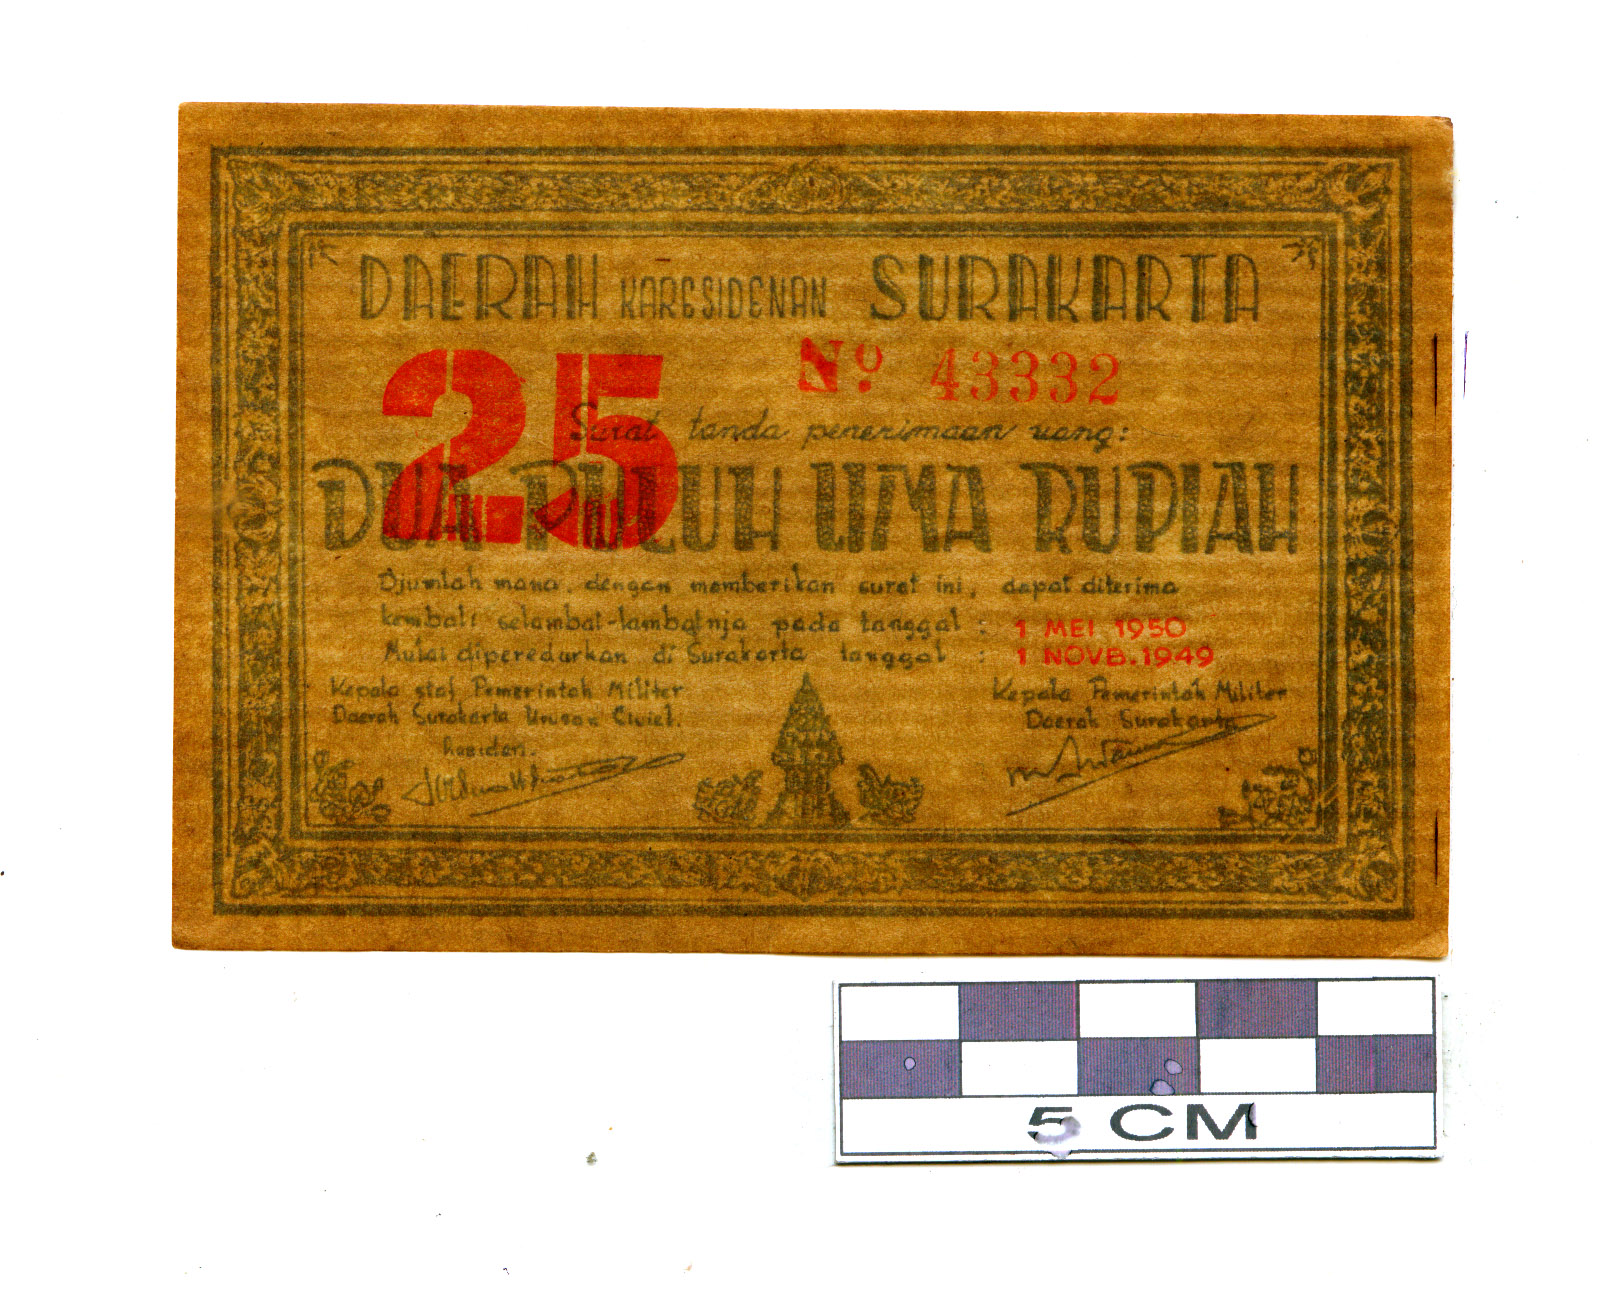 DAERAH KARESIDENAN SURAKARTA
25
No. 43332
Surat tanda penerimaan uang:
DUA PULUH LIMA RUPIAH
Djumlah mana, dengan memberikan surat ini, dapat diterima
kembali selambat-lambatnja pada tanggal : 1 MEI 1950
Mulai diperedarkan di Surakarta tanggal : 1 NOVB. 1949
Kepala staf Pemerintah Militer
Daerah Surakarta Urusan Civiel.
Residen.
Kepala Pemerintah Militer
Daerah Surakarta
5 CM